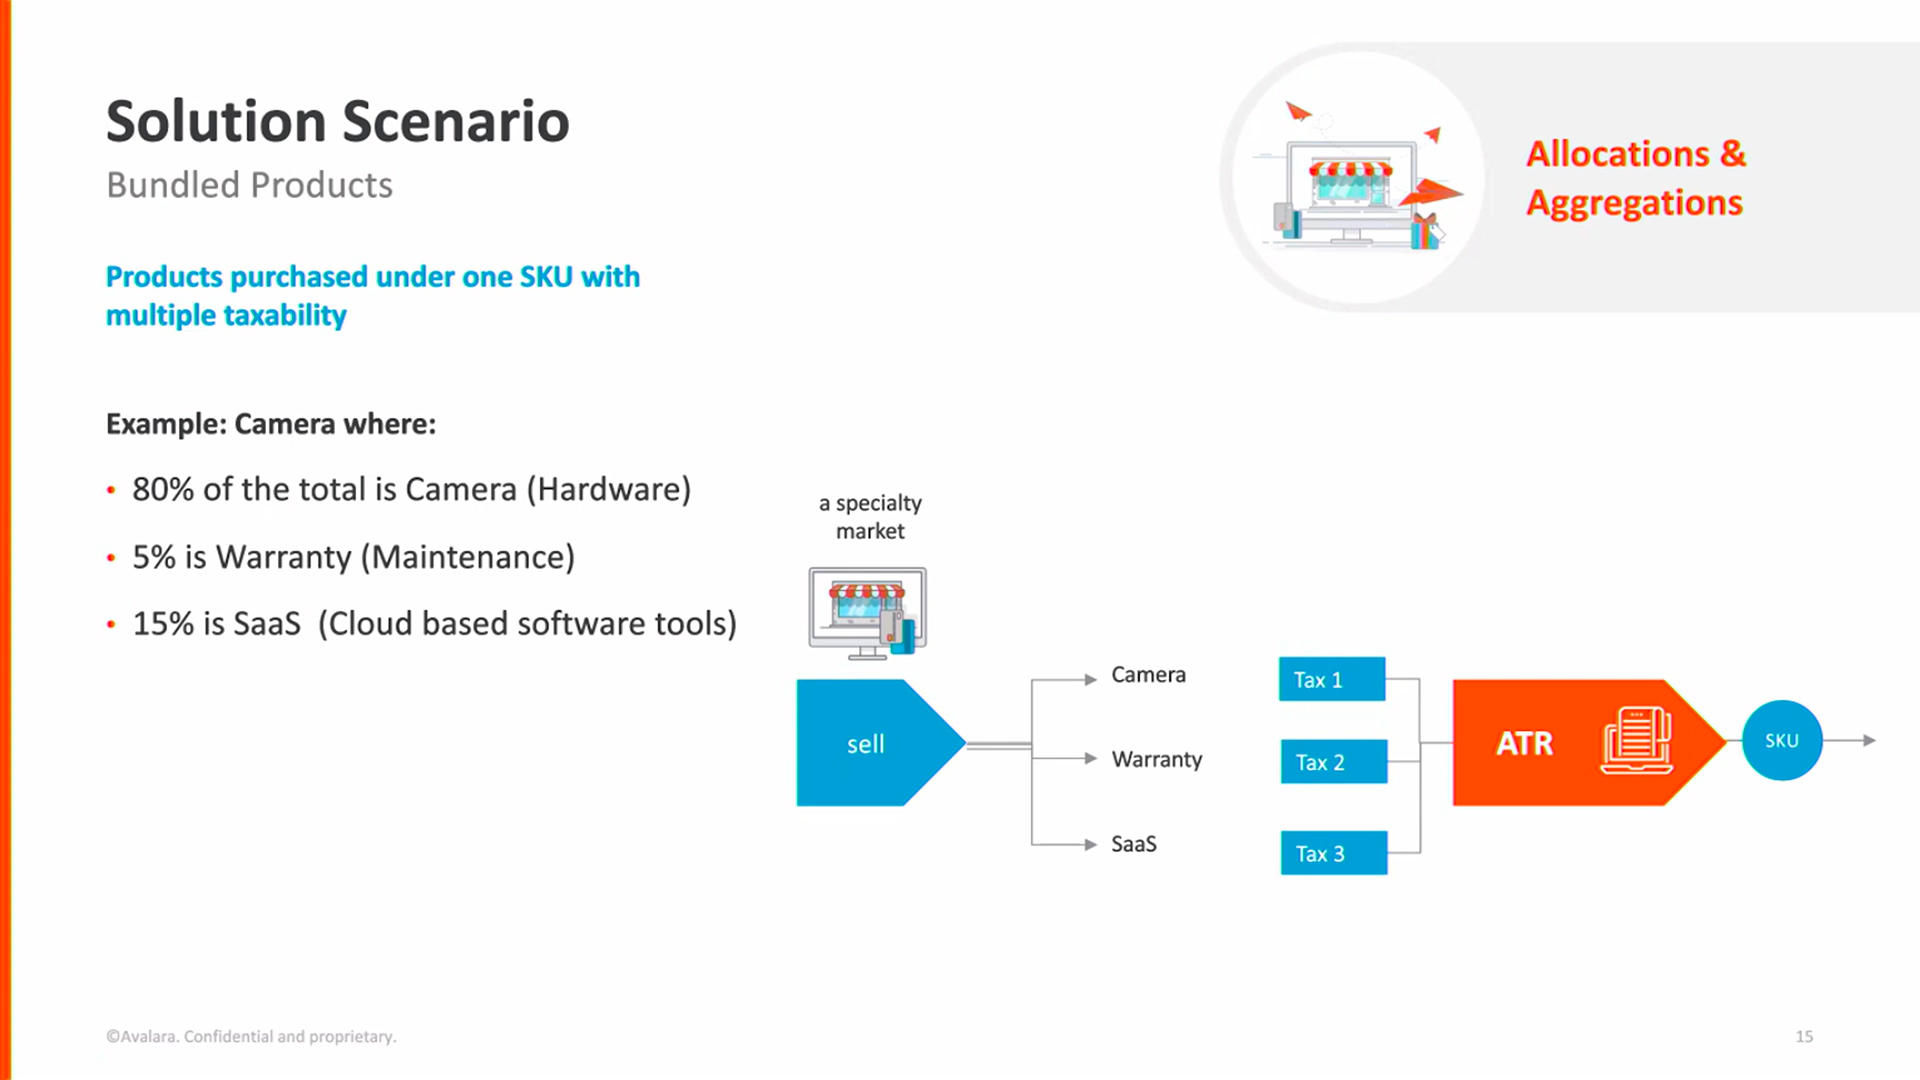 Solution Scenario
Bundled Products
Allocations &
Aggregations
Products purchased under one SKU with
multiple taxability
Example: Camera where:
• 80% of the total is Camera (Hardware)
• 5% is Warranty (Maintenance)
• 15% is SaaS (Cloud based software tools)
a specialty
market
sell
Camera
Warranty
SaaS
Tax 1
Tax 2
Tax 3
ATR
SKU
©Avalara. Confidential and proprietary.
15